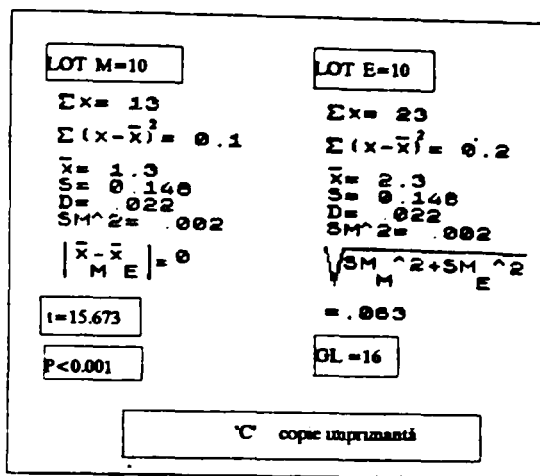 LOT M=10
Σx= 13
Σ(x-x̄)²= 0.1
x̄= 1.3
S= 0.148
D= .022
SM^2= .002
|x̄M-x̄E|=0
t=15.673
P<0.001
LOT E=10
Σx= 23
Σ(x-x̄)²= 0.2
x̄= 2.3
S= 0.148
D= .022
SM^2= .002
√SMM^2+SME^2
=.063
GL =16
"C" copie imprimantă